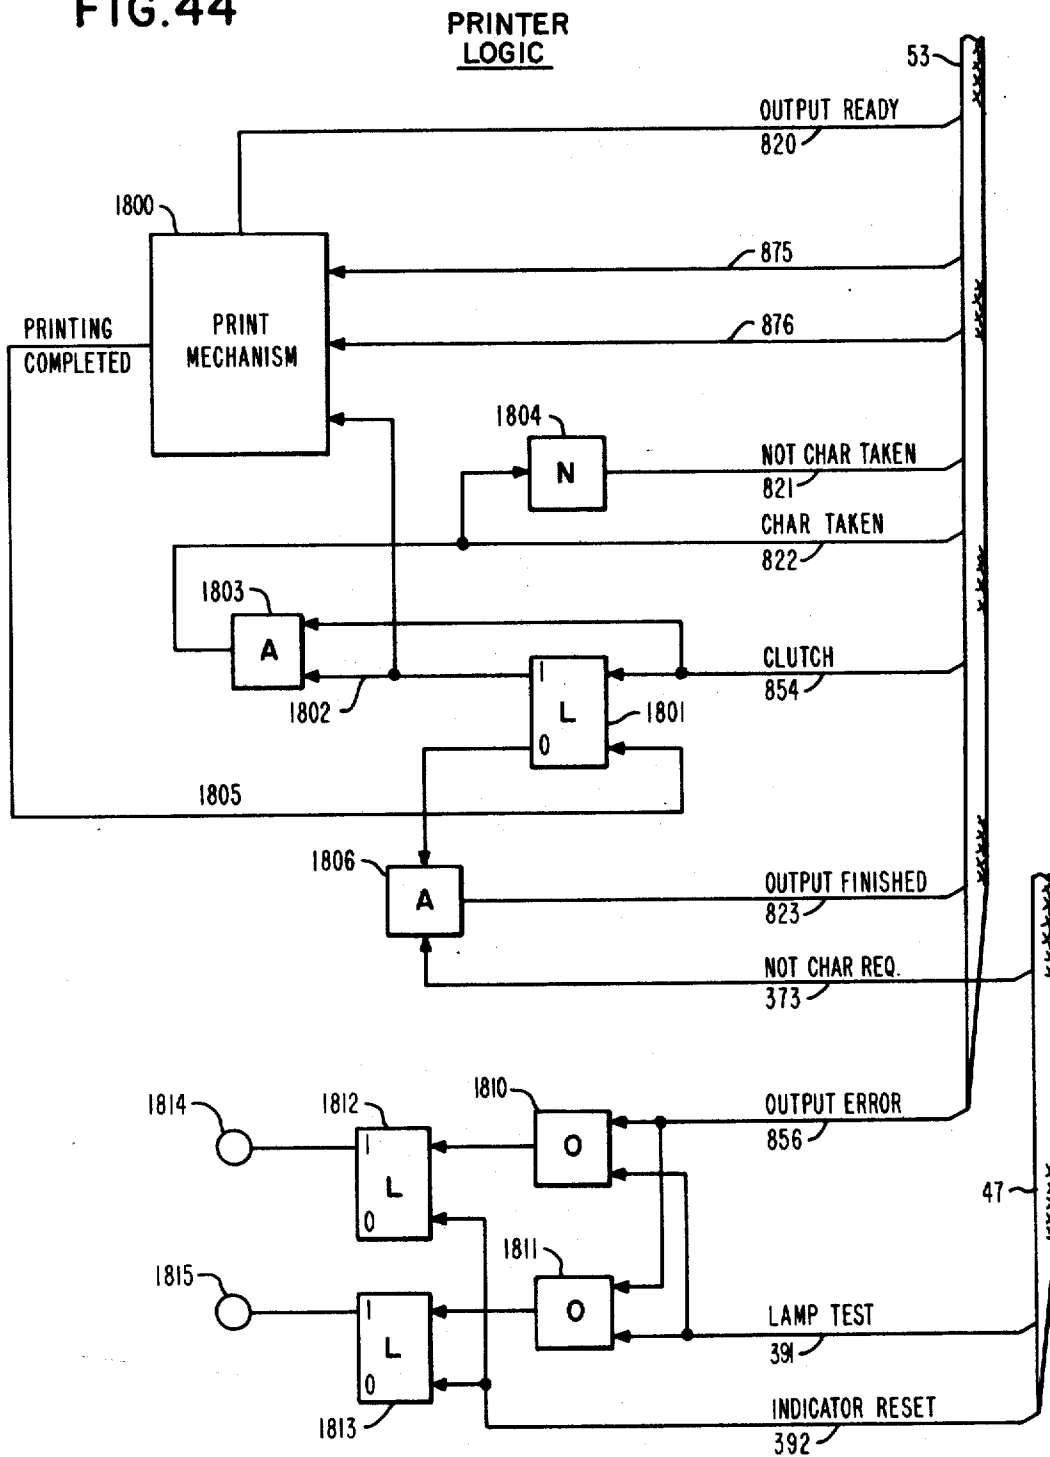 FIG.44
PRINTER
LOGIC
53
OUTPUT READY
820
1800
875
PRINT
MECHANISM
PRINTING
COMPLETED
876
1804
N
NOT CHAR TAKEN
821
CHAR TAKEN
822
1803
A
CLUTCH
854
1802
1
L
0
1801
1805
1806
A
OUTPUT FINISHED
823
NOT CHAR REQ.
373
1814
1812
1810
OUTPUT ERROR
856
1
L
0
O
47
1815
1811
1
L
0
O
LAMP TEST
391
1813
INDICATOR RESET
392